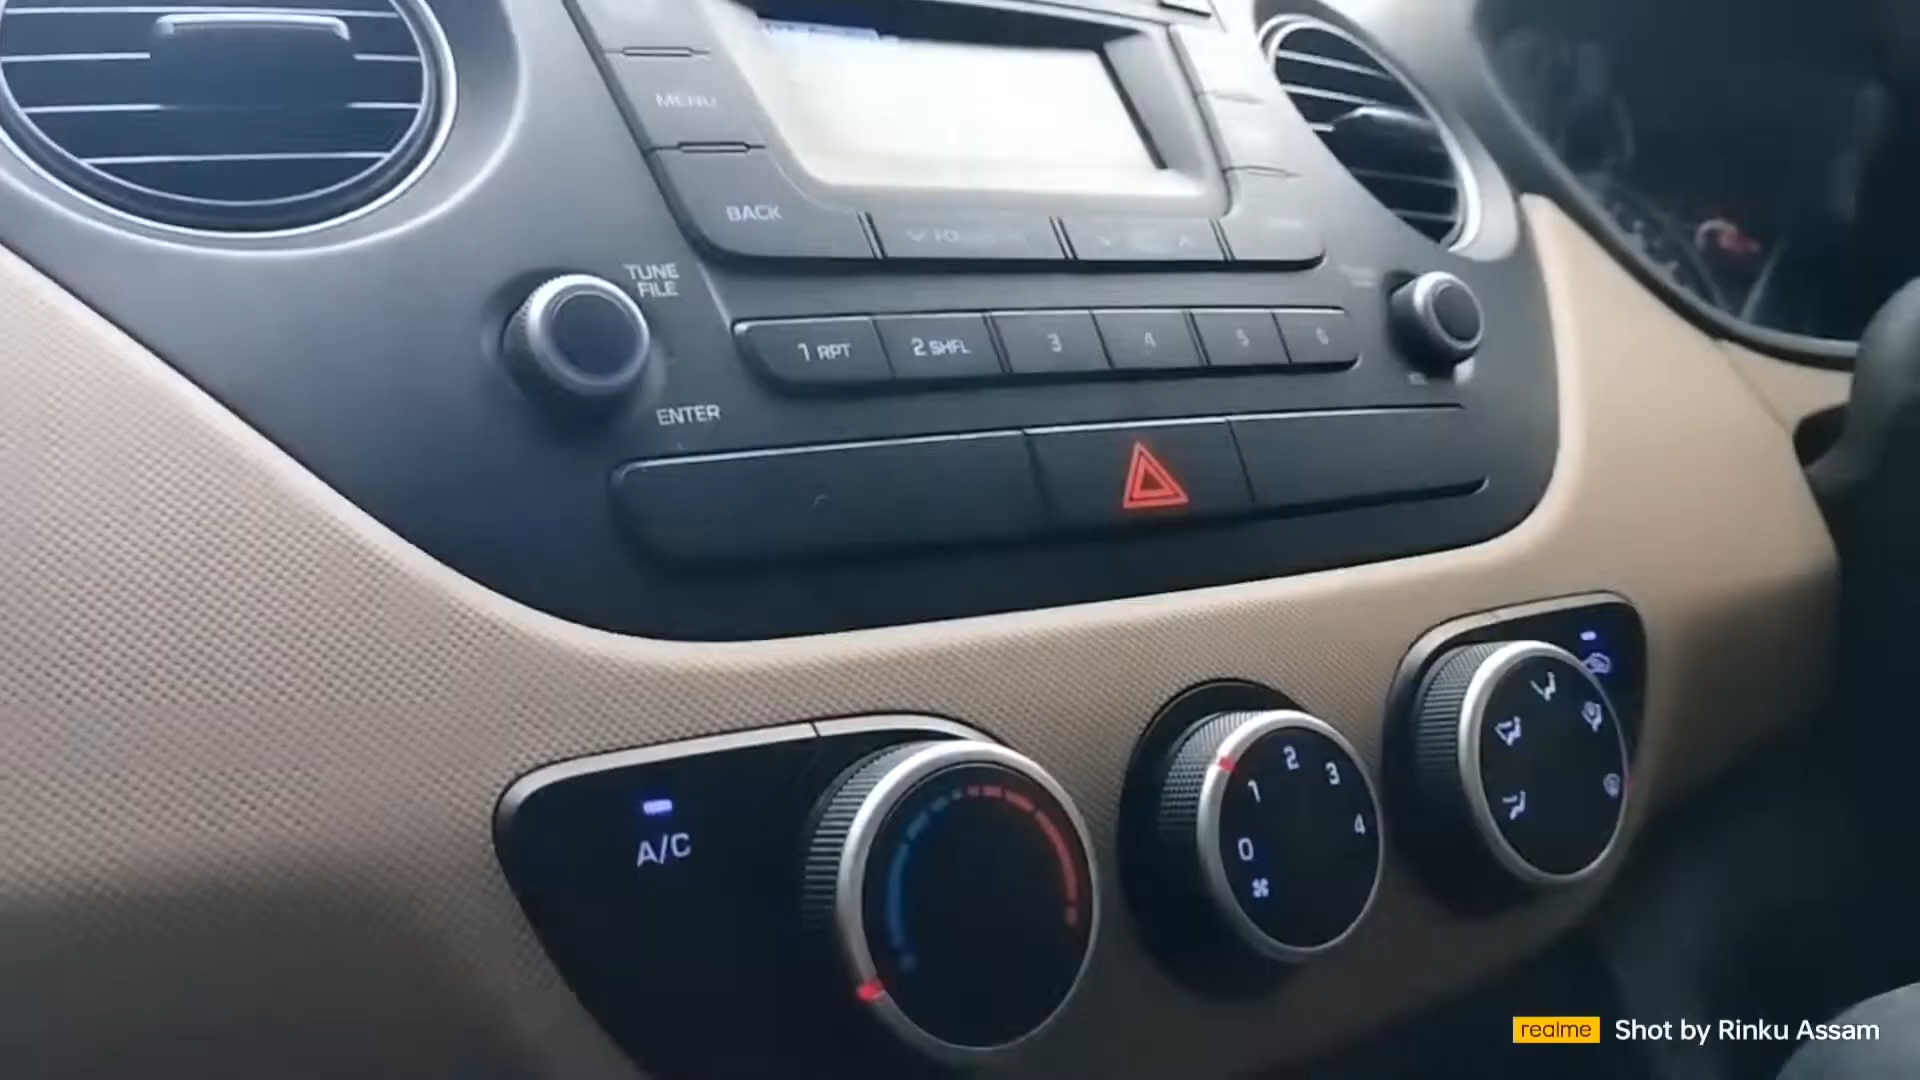 MENU
BACK
TUNE
FILE
1 RPT
2 SHFL
3
4
5
6
ENTER
A/C
0
1
2
3
4
realme
Shot by Rinku Assam